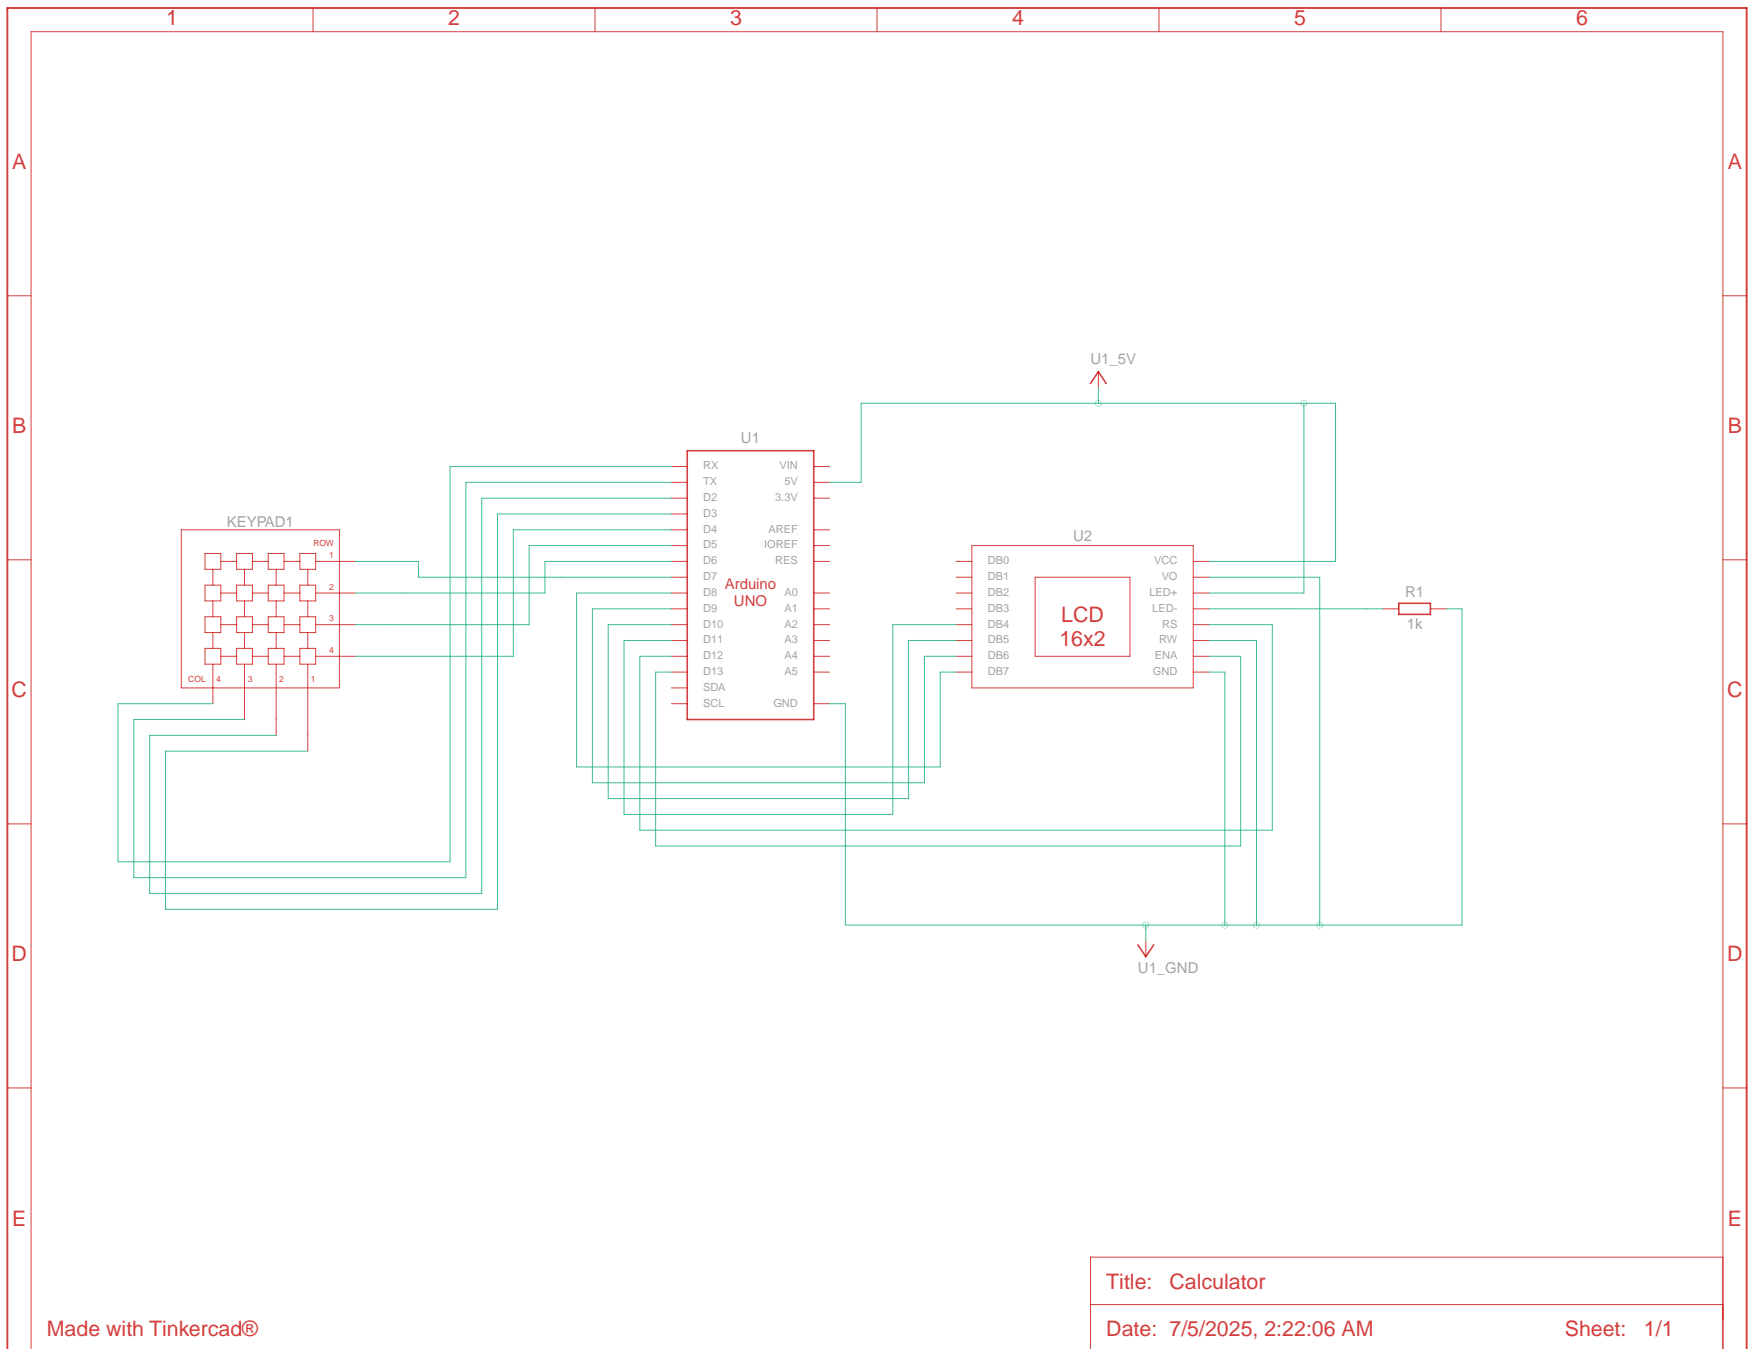 1 2 3 4 5 6
A A
U1_5V
B B
U1
RX VIN
TX 5V
D2 3.3V
D3
D4 AREF
D5 IOREF
D6 RES
D7
D8 A0
D9 A1
D10 A2
D11 A3
D12 A4
D13 A5
SDA
SCL GND
Arduino
UNO
KEYPAD1
ROW
1
2
3
4
COL 4 3 2 1
U2
DB0 VCC
DB1 VO
DB2 LED+
DB3 LED-
DB4 RS
DB5 RW
DB6 ENA
DB7 GND
LCD
16x2
R1
1k
C C
D D
U1_GND
E E
Title: Calculator
Made with Tinkercad®
Date: 7/5/2025, 2:22:06 AM Sheet: 1/1